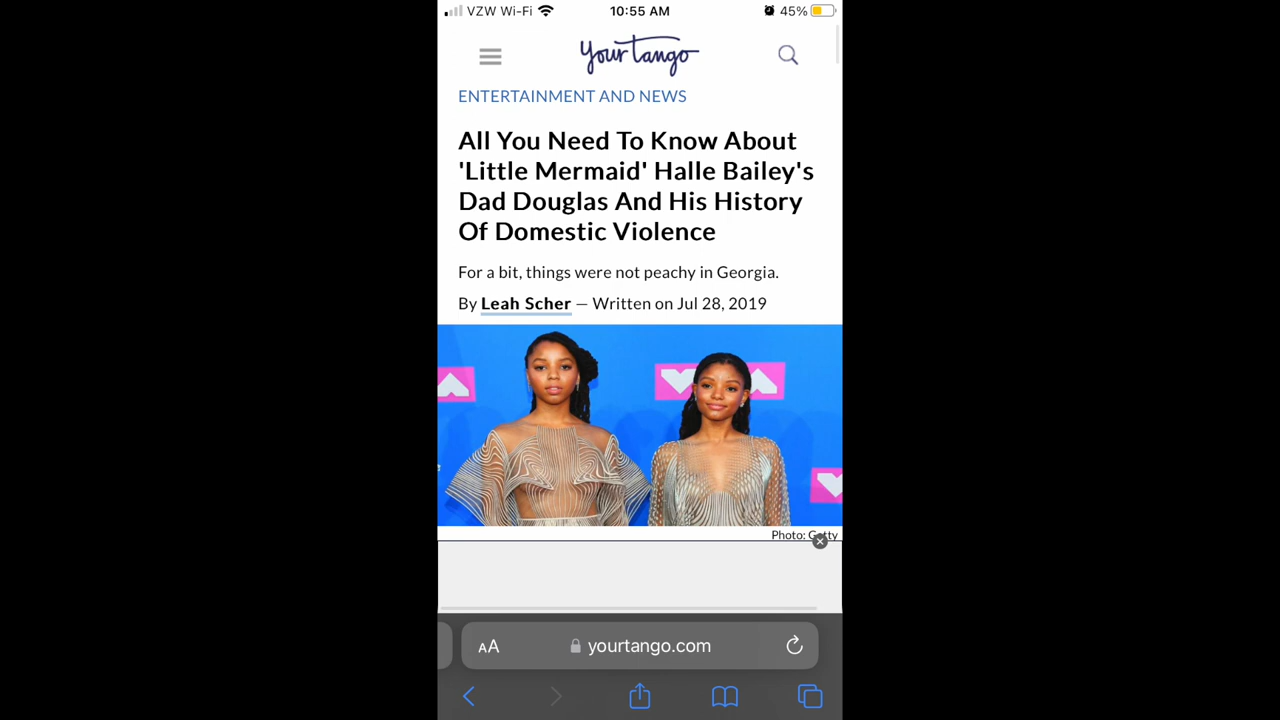 VZW Wi-Fi 10:55 AM 45%
yourtango
ENTERTAINMENT AND NEWS
All You Need To Know About
'Little Mermaid' Halle Bailey's
Dad Douglas And His History
Of Domestic Violence
For a bit, things were not peachy in Georgia.
By Leah Scher — Written on Jul 28, 2019
Photo: Getty
AA yourtango.com